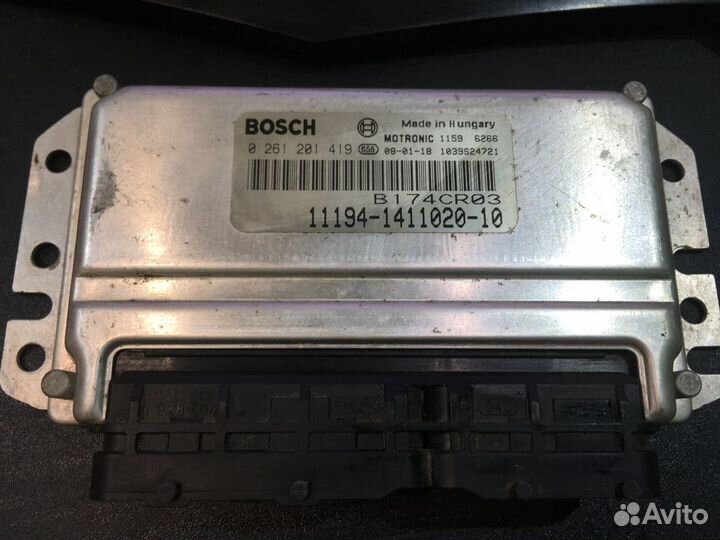 BOSCH
Made in Hungary
MOTRONIC 1159 6266
0 261 201 419 656 08-01-18 1039S24721
B174CR03
11194-1411020-10
Avito